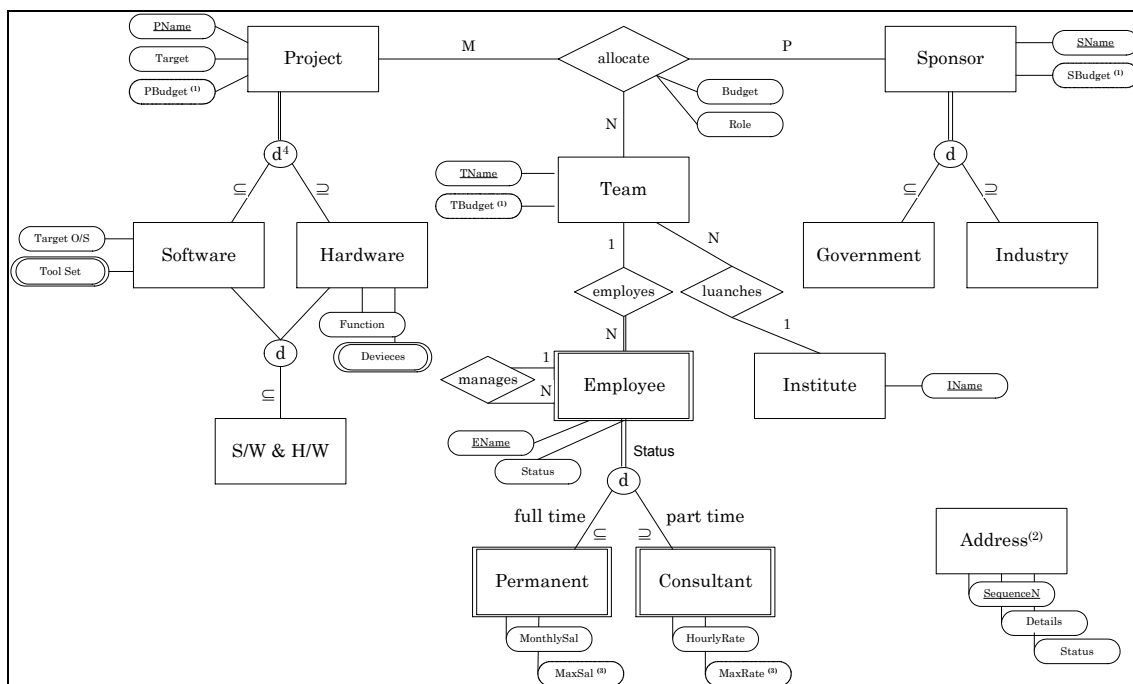 PName
Target
PBudget (1)
Project
M
allocate
P
Sponsor
SName
SBudget (1)
Budget
Role
N
d4
⊆
⊇
d
⊆
⊇
TName
TBudget (1)
Team
Target O/S
Tool Set
Software
Hardware
Government
Industry
1
N
employes
luanches
Function
Devieces
d
N
1
⊆
manages
1
N
Employee
Institute
IName
S/W & H/W
EName
Status
Status
d
full time
part time
⊆
⊇
Address(2)
Permanent
Consultant
SequenceN
Details
Status
MonthlySal
HourlyRate
MaxSal (3)
MaxRate (3)